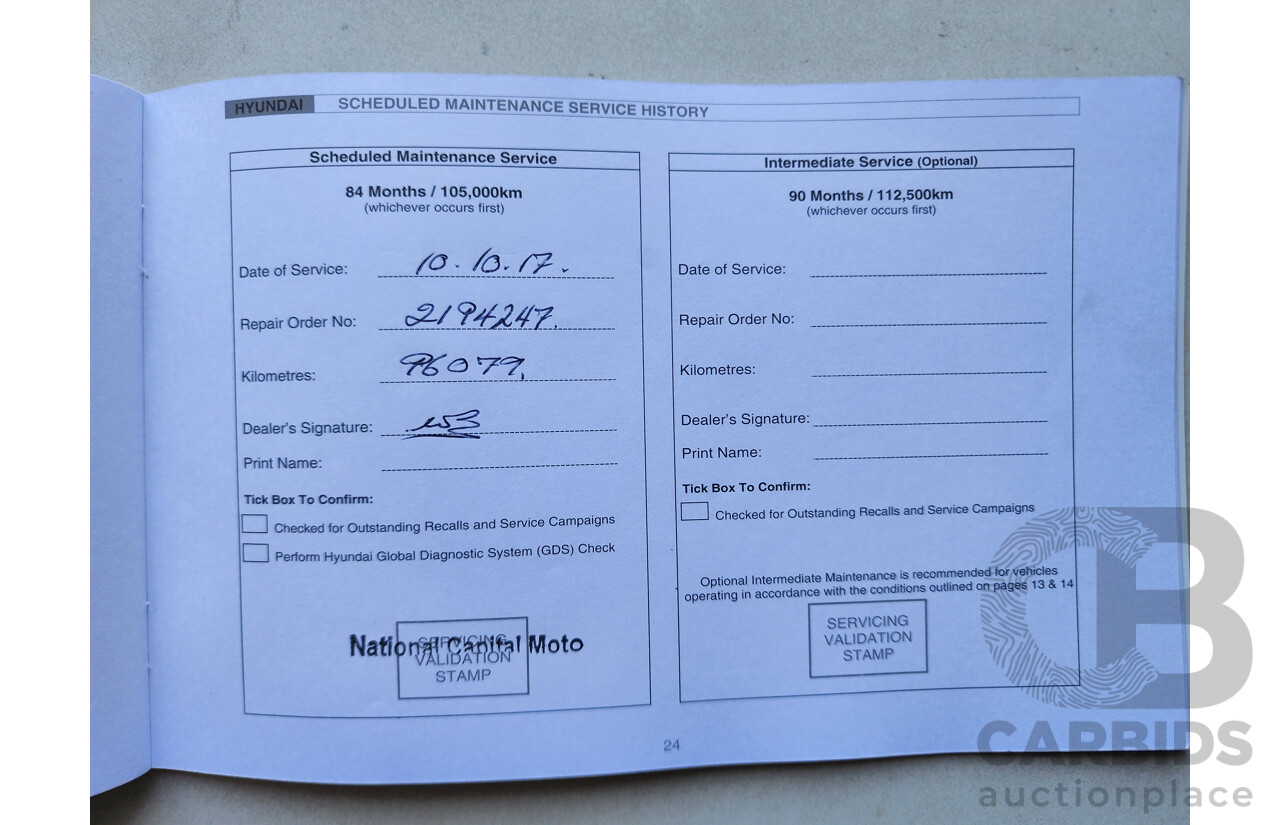 HYUNDAI SCHEDULED MAINTENANCE SERVICE HISTORY
Scheduled Maintenance Service
84 Months / 105,000km
(whichever occurs first)
Date of Service: 10.10.17.
Repair Order No: 2194247.
Kilometres: 96079,
Dealer's Signature:
Print Name:
Tick Box To Confirm:
Checked for Outstanding Recalls and Service Campaigns
Perform Hyundai Global Diagnostic System (GDS) Check
National Capital Moto
SERVICING
VALIDATION
STAMP
Intermediate Service (Optional)
90 Months / 112,500km
(whichever occurs first)
Date of Service:
Repair Order No:
Kilometres:
Dealer's Signature:
Print Name:
Tick Box To Confirm:
Checked for Outstanding Recalls and Service Campaigns
Optional Intermediate Maintenance is recommended for vehicles
operating in accordance with the conditions outlined on pages 13 & 14
SERVICING
VALIDATION
STAMP
24
CB
CARBIDS
auctionplace